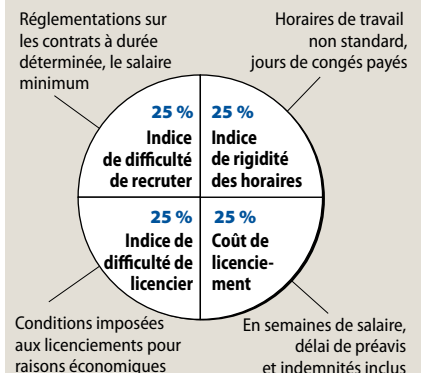 Réglementations sur
les contrats à durée
déterminée, le salaire
minimum
Horaires de travail
non standard,
jours de congés payés
25 %
Indice
de difficulté
de recruter
25 %
Indice
de rigidité
des horaires
25 %
Indice de
difficulté de
licencier
25 %
Coût de
licencie-
ment
Conditions imposées
aux licenciements pour
raisons économiques
En semaines de salaire,
délai de préavis
et indemnités inclus